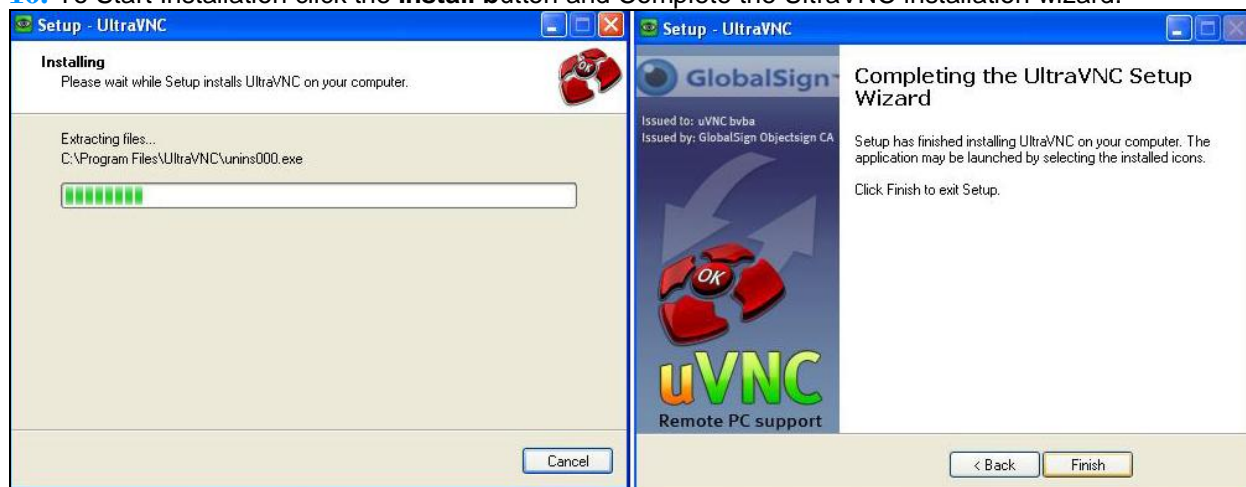 10. To Start Installation click the Install button and Complete the UltraVNC installation wizard.
Setup - UltraVNC
Installing
Please wait while Setup installs UltraVNC on your computer.
OK
Extracting files...
C:\Program Files\UltraVNC\unins000.exe
Cancel
Setup - UltraVNC
GlobalSign
Issued to: uVNC bvba
Issued by: GlobalSign Objectsign CA
OK
uVNC
Remote PC support
Completing the UltraVNC Setup
Wizard
Setup has finished installing UltraVNC on your computer. The
application may be launched by selecting the installed icons.
Click Finish to exit Setup.
< Back
Finish